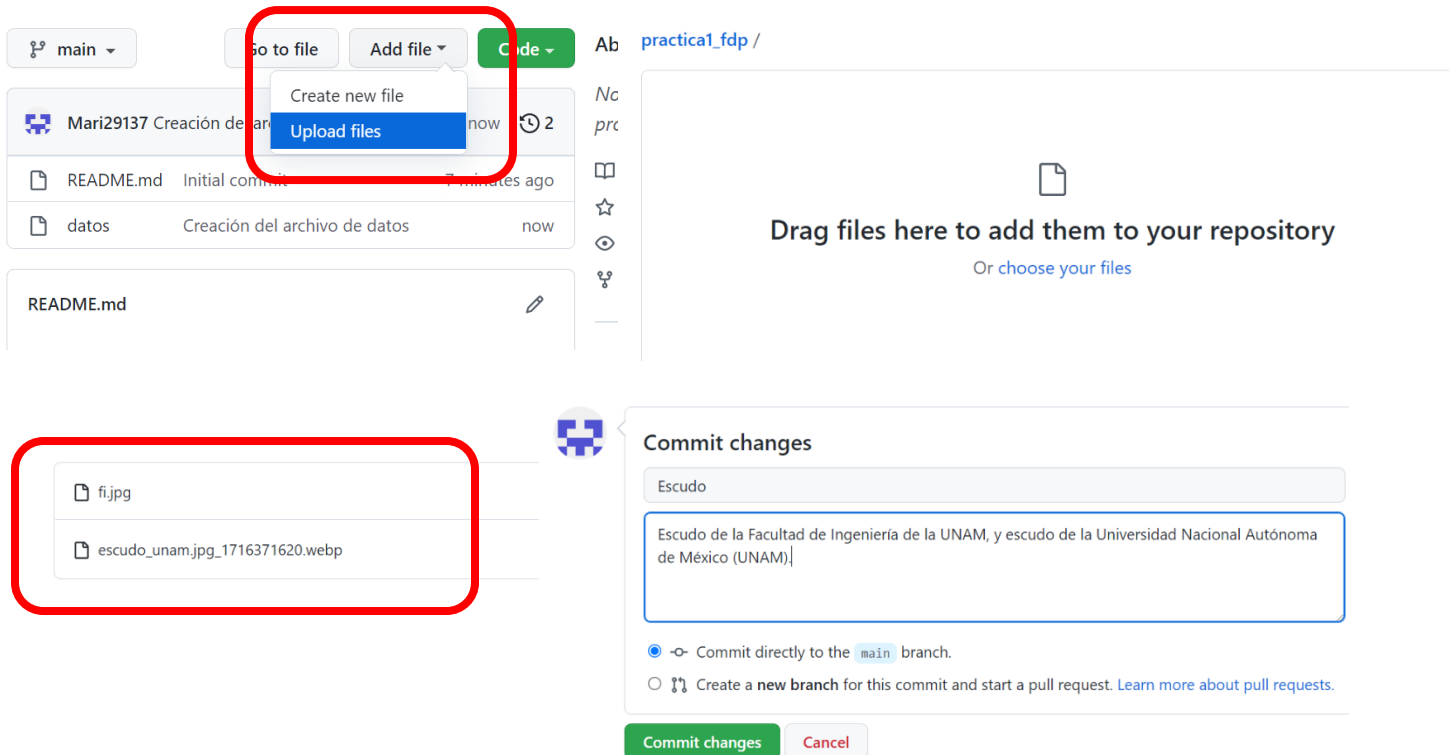 main
Go to file
Add file
Code
Create new file
Upload files
Mari29137 Creación de now 2
README.md Initial commit 7 minutes ago
datos Creación del archivo de datos now
README.md
practica1_fdp /
Drag files here to add them to your repository
Or choose your files
fi.jpg
escudo_unam.jpg_1716371620.webp
Commit changes
Escudo
Escudo de la Facultad de Ingeniería de la UNAM, y escudo de la Universidad Nacional Autónoma
de México (UNAM).
Commit directly to the main branch.
Create a new branch for this commit and start a pull request. Learn more about pull requests.
Commit changes
Cancel